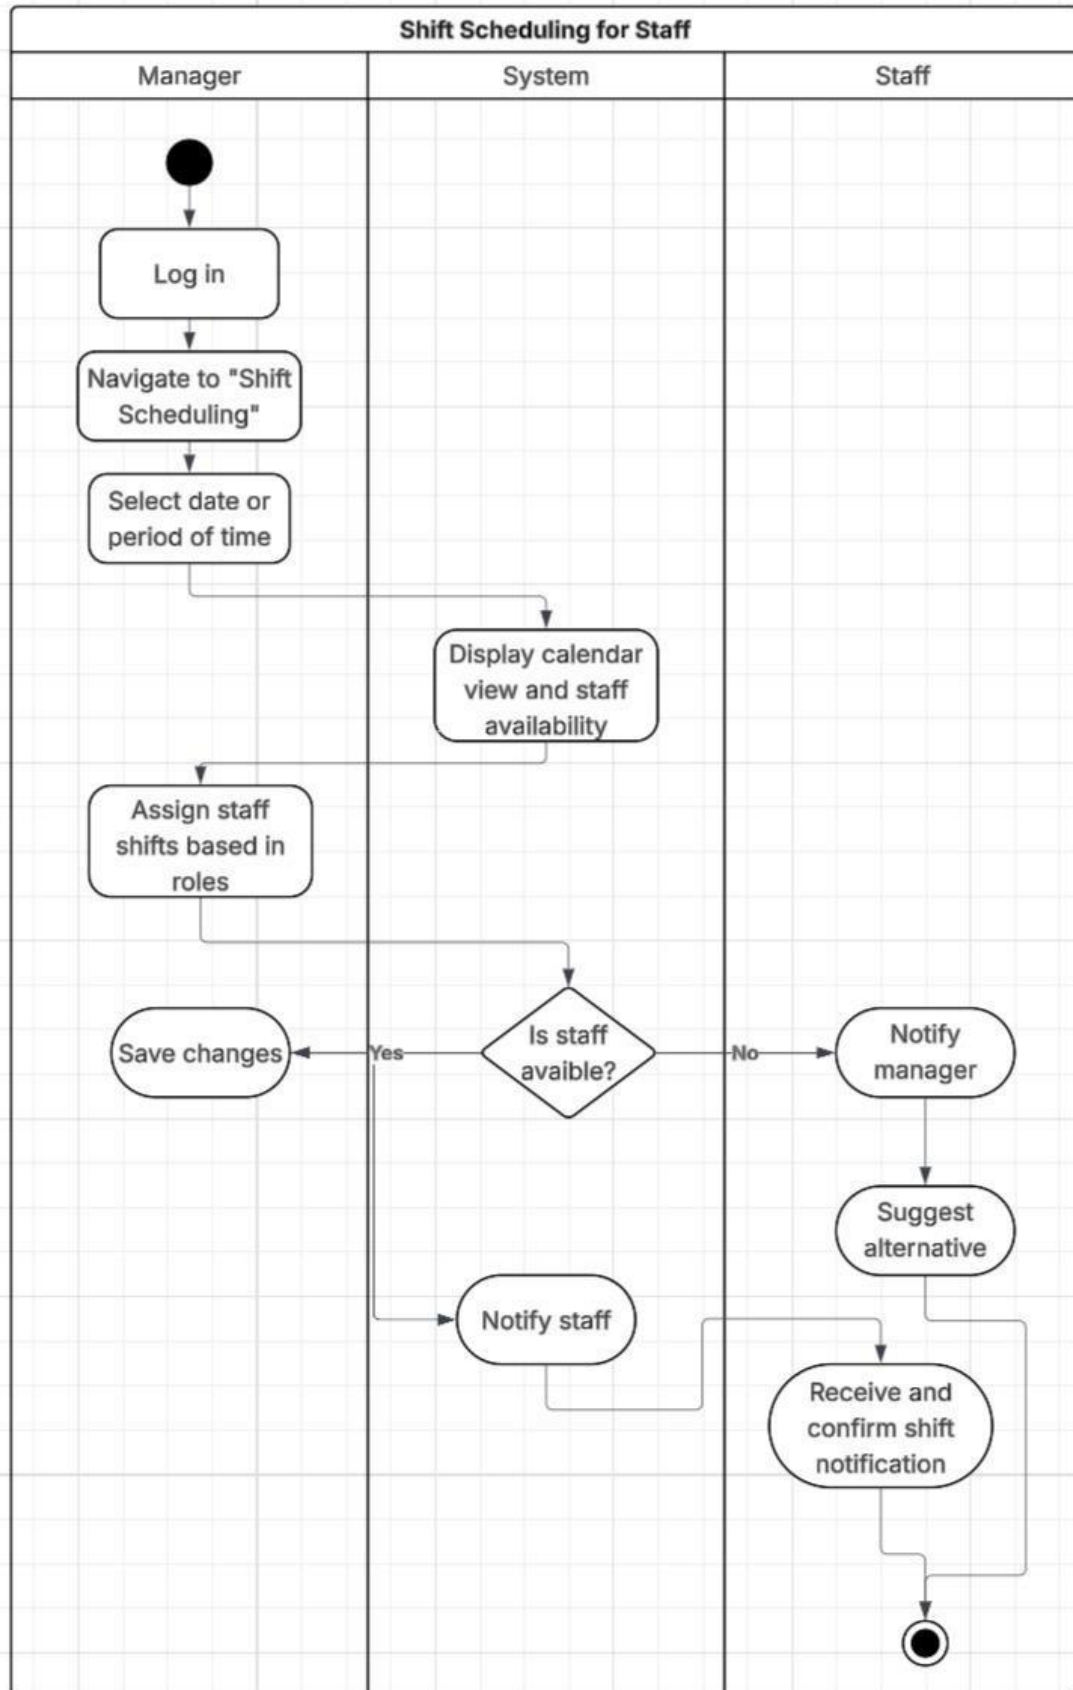 Shift Scheduling for Staff
Manager
System
Staff
Log in
Navigate to "Shift
Scheduling"
Select date or
period of time
Display calendar
view and staff
availability
Assign staff
shifts based in
roles
Is staff
avaible?
Yes
No
Save changes
Notify
manager
Suggest
alternative
Notify staff
Receive and
confirm shift
notification